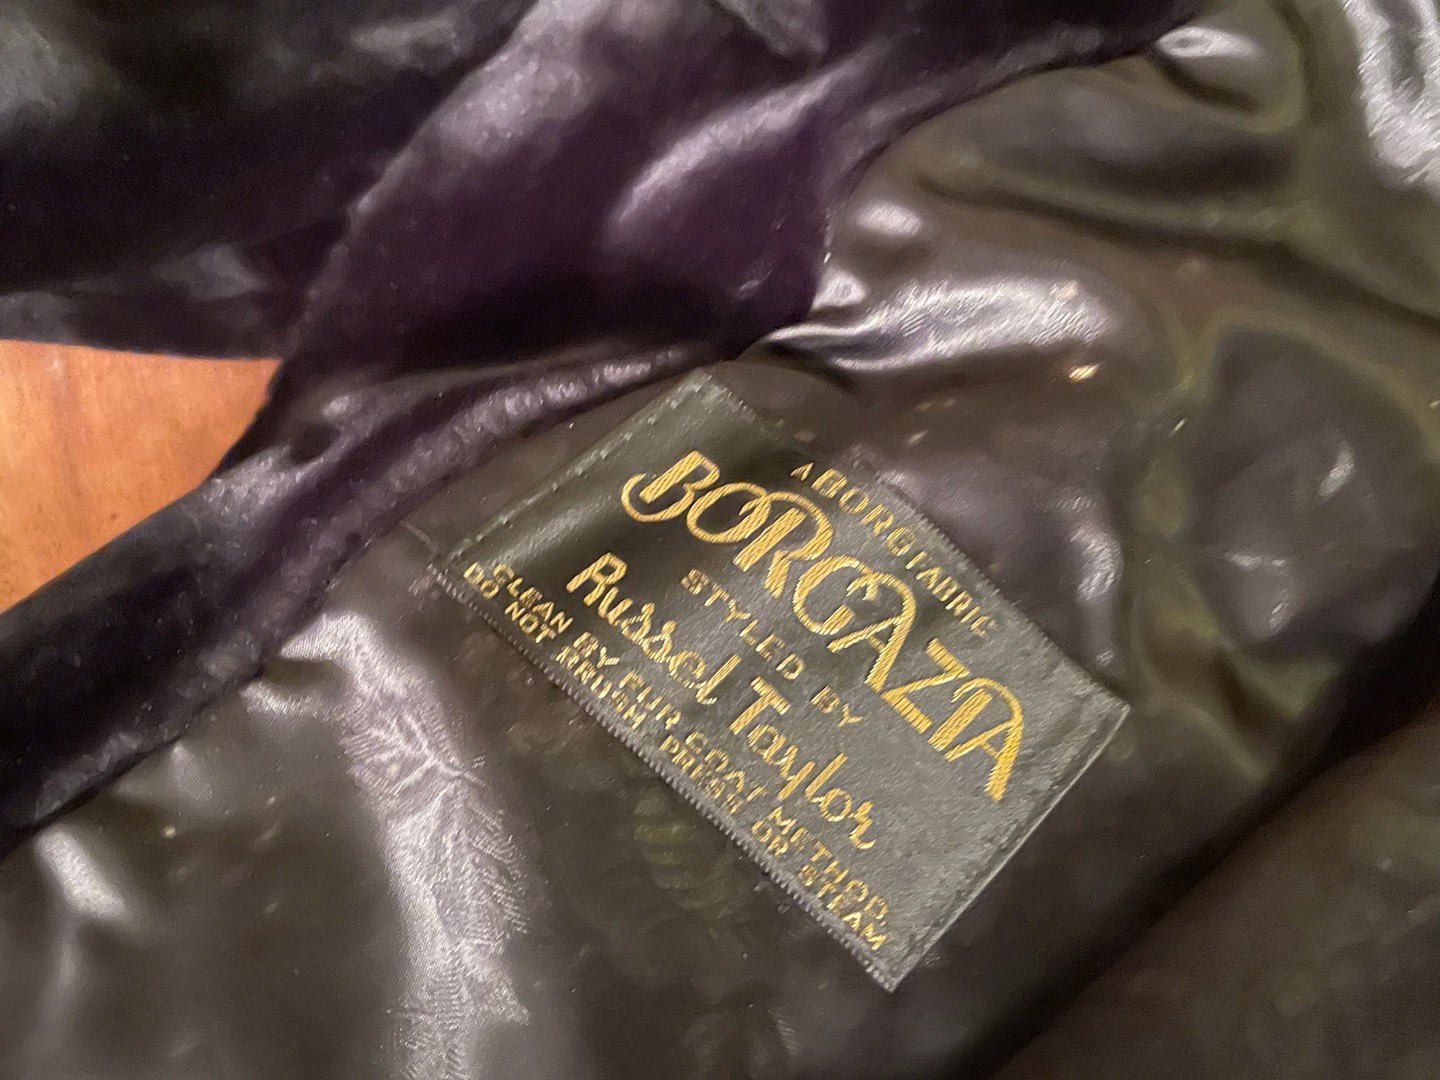 A BORG FABRIC
BORGAZIA
STYLED BY
Russel Taylor
CLEAN BY FUR COAT METHOD,
DO NOT BRUSH PRESS OR STEAM